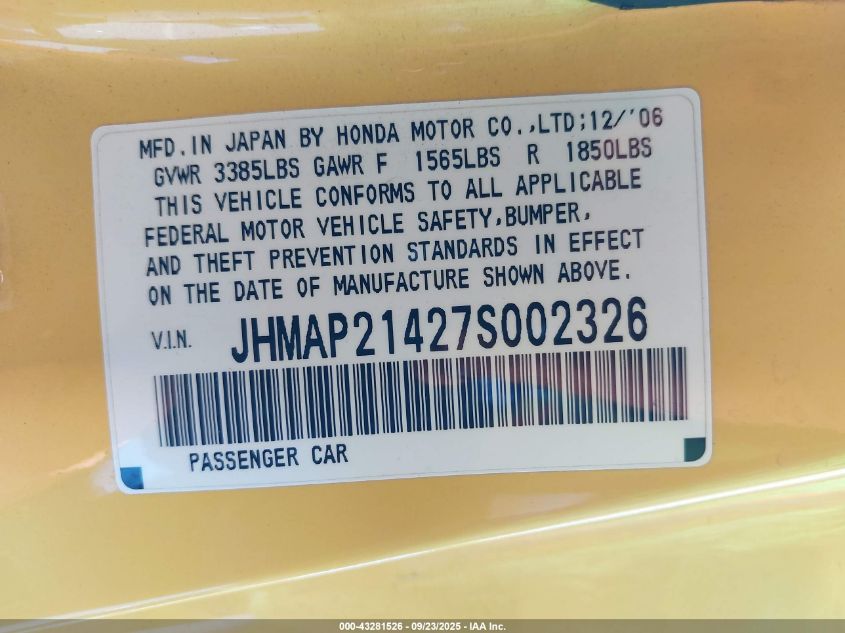 MFD.IN JAPAN BY HONDA MOTOR CO.,LTD;12/'06
GVWR 3385LBS GAWR F 1565LBS R 1850LBS
THIS VEHICLE CONFORMS TO ALL APPLICABLE
FEDERAL MOTOR VEHICLE SAFETY,BUMPER,
AND THEFT PREVENTION STANDARDS IN EFFECT
ON THE DATE OF MANUFACTURE SHOWN ABOVE.
V.I.N. JHMAP21427S002326
PASSENGER CAR
000-43281526 - 09/23/2025 - IAA Inc.